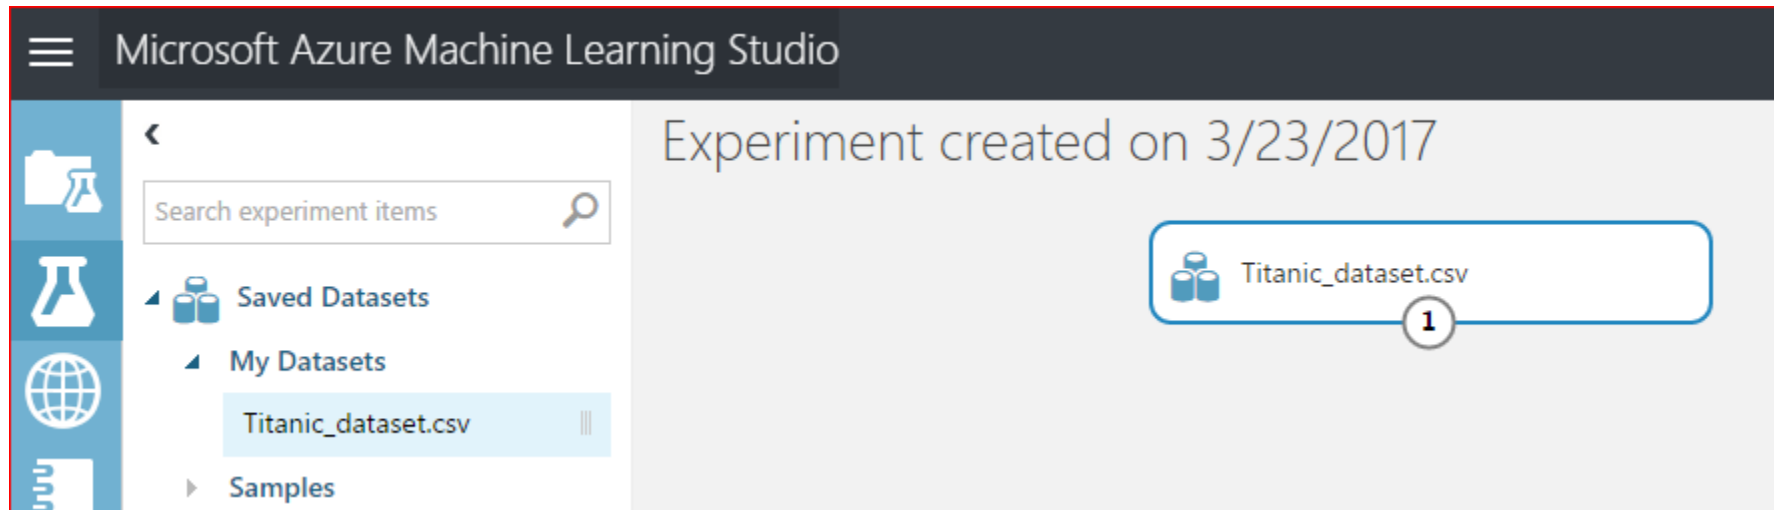 Microsoft Azure Machine Learning Studio
Experiment created on 3/23/2017
Search experiment items
Saved Datasets
My Datasets
Titanic_dataset.csv
Samples
Titanic_dataset.csv
1